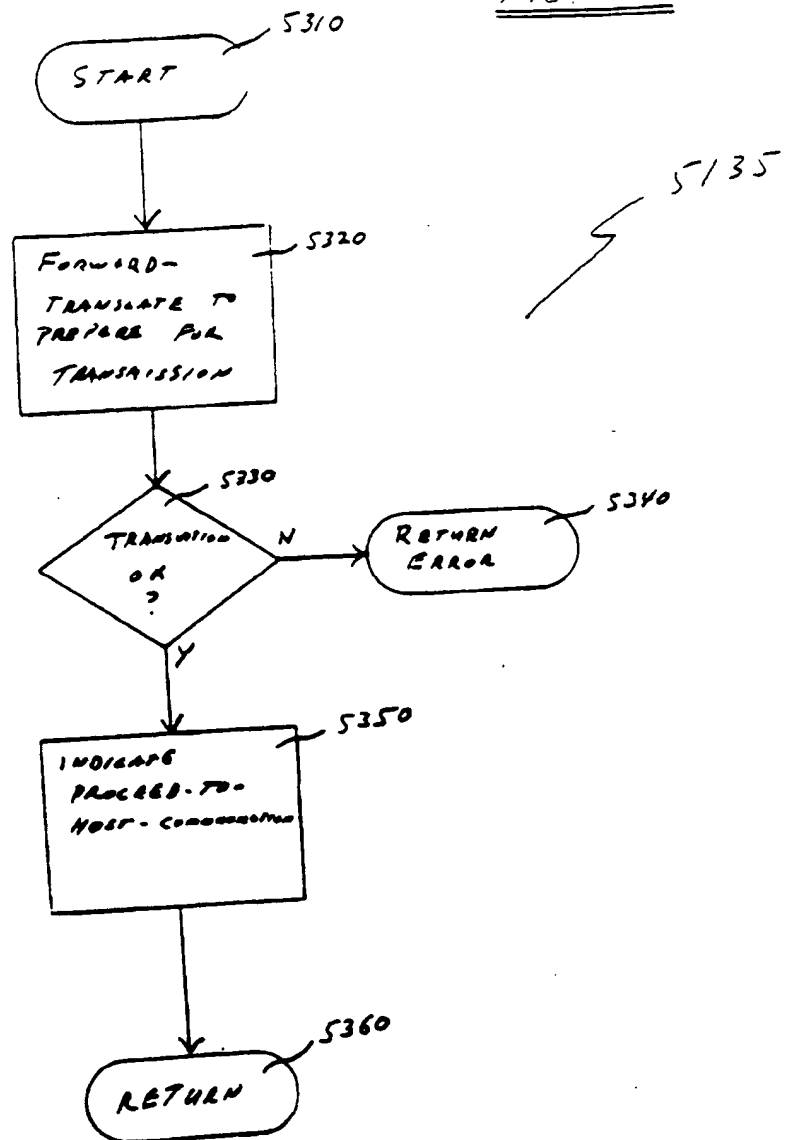 5310
START
5135
5320
FORWARD-
TRANSLATE TO
PREPARE FOR
TRANSMISSION
5330
TRANSLATION
OK
?
N
5340
RETURN
ERROR
Y
5350
INDICATE
PROCEED-TO-
HOST-
5360
RETURN